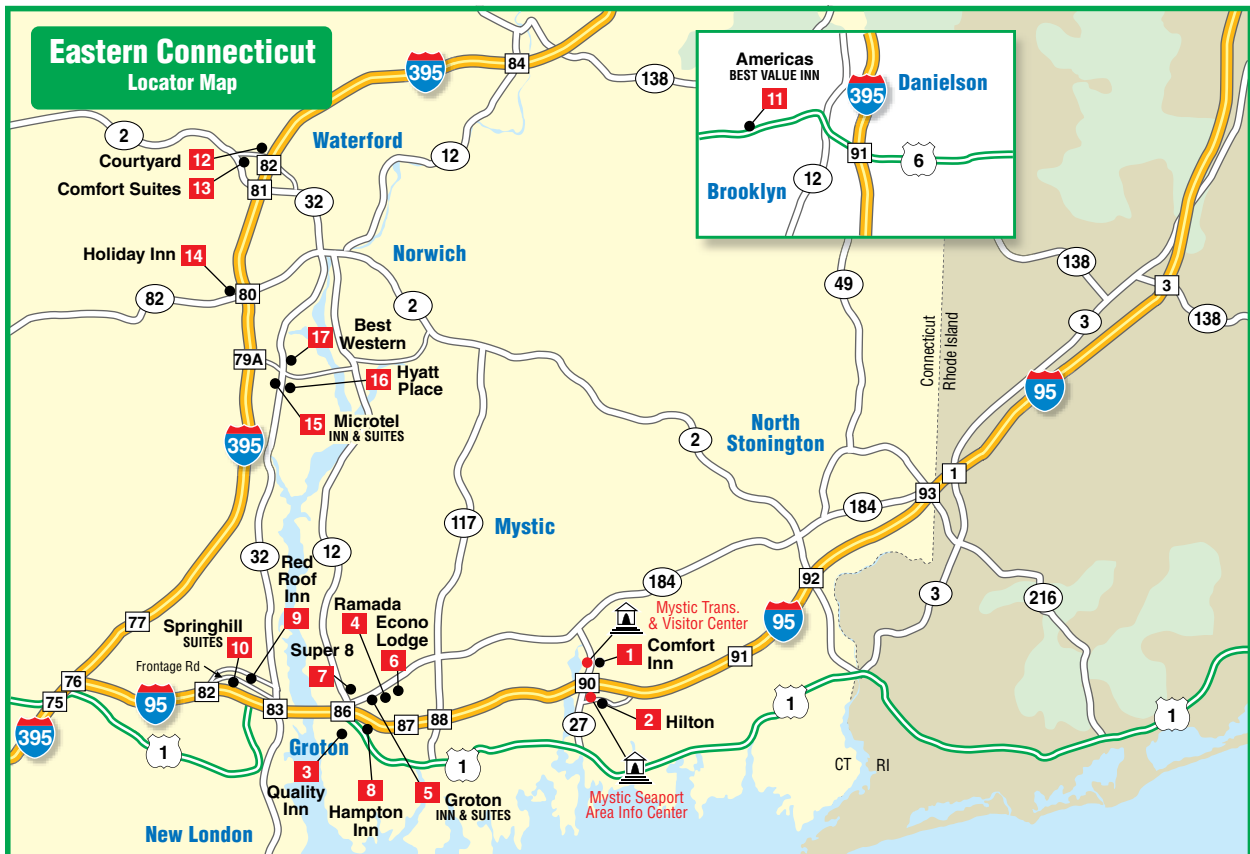 Eastern Connecticut
Locator Map
395
84
138
Americas
BEST VALUE INN
11
395
Danielson
91
6
Brooklyn
12
2
Waterford
12
Courtyard 12
82
Comfort Suites 13
81
32
Holiday Inn 14
Norwich
82
80
2
49
138
3
138
3
Connecticut
Rhode Island
17 Best
Western
79A
16 Hyatt
Place
15 Microtel
INN & SUITES
395
95
2
North
Stonington
1
93
184
117
Mystic
32
12
Red
Roof
Inn
9
184
92
3
216
77
Springhill
SUITES
10
Frontage Rd
Ramada
4
Econo
Lodge
6
Super 8
7
Mystic Trans.
& Visitor Center
1 Comfort
Inn
95
91
90
76
75
82
95
83
86
87
88
27
2 Hilton
1
1
395
1
Groton
3
Quality
Inn
8
Hampton
Inn
5 Groton
INN & SUITES
1
Mystic Seaport
Area Info Center
CT
RI
New London